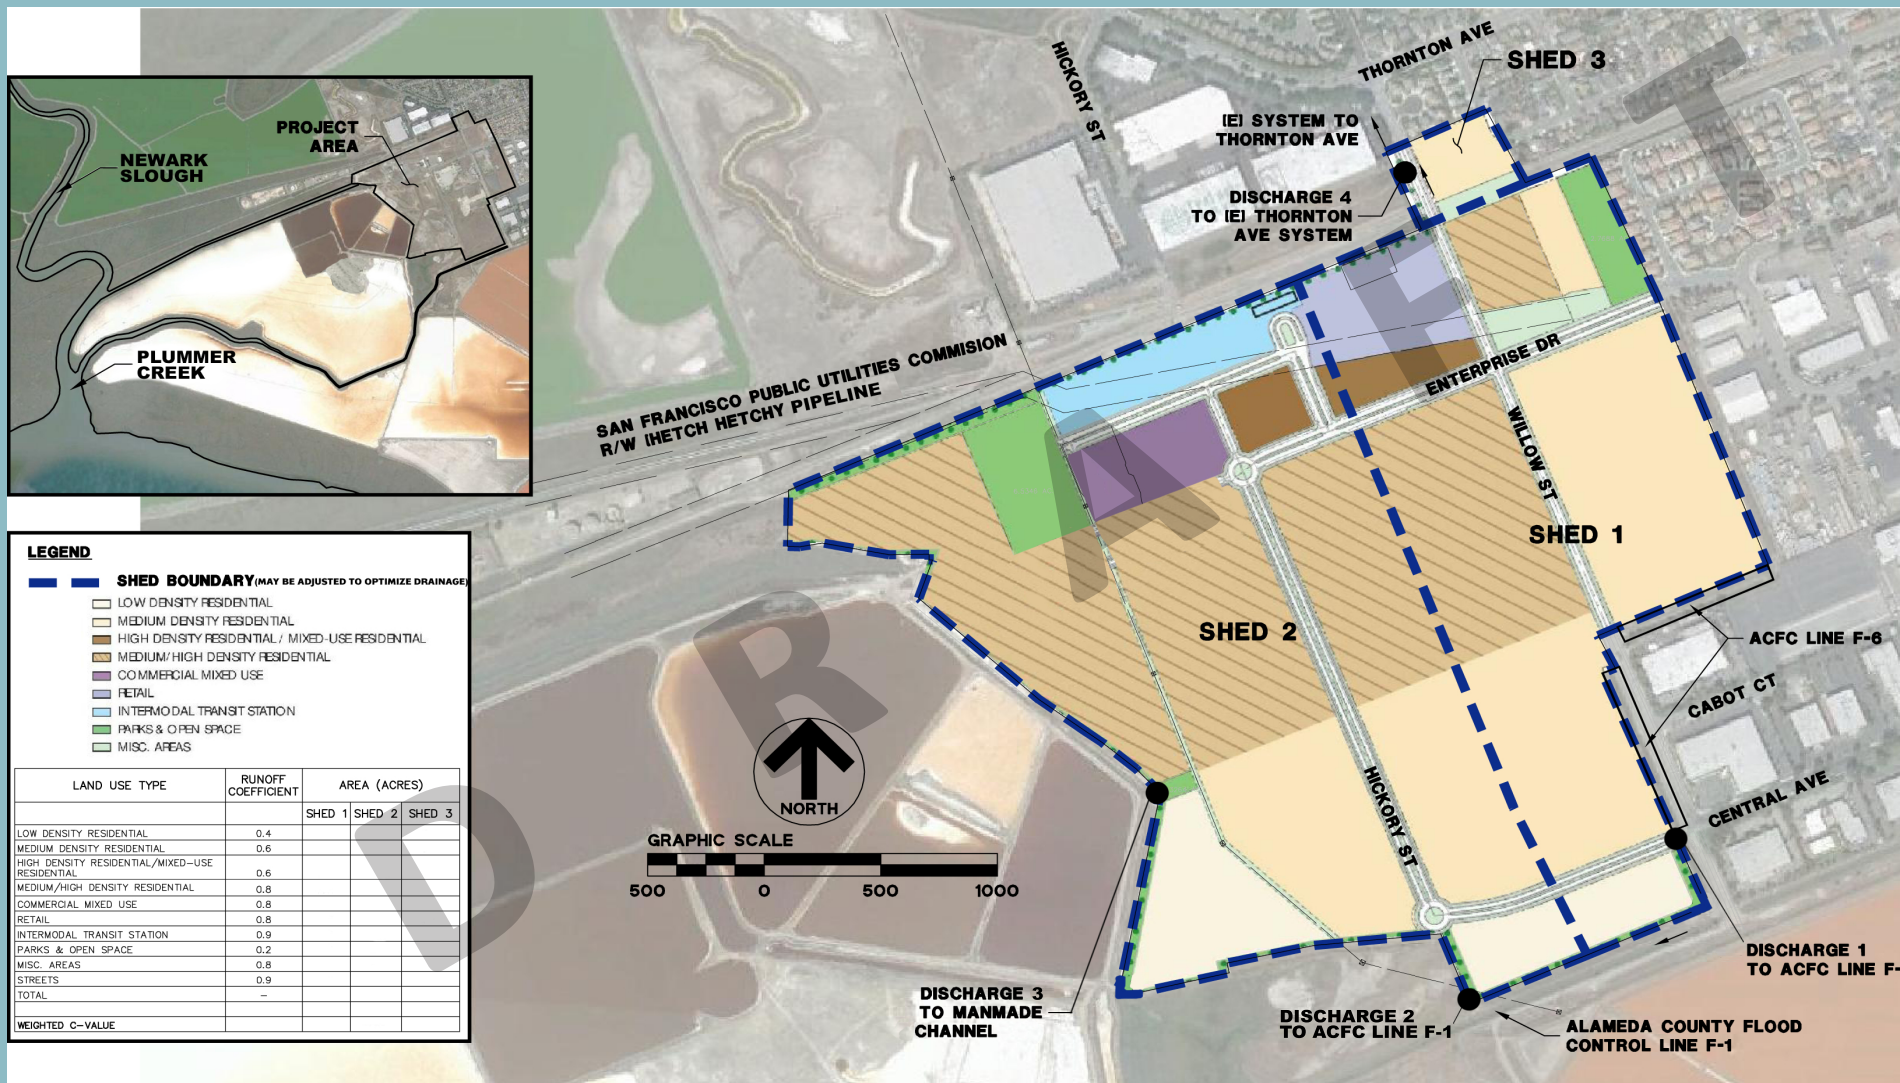 THORNTON AVE
SHED 3
HICKORY ST
[E] SYSTEM TO
THORNTON AVE
DISCHARGE 4
TO [E] THORNTON
AVE SYSTEM
PROJECT
AREA
NEWARK
SLOUGH
PLUMMER
CREEK
SAN FRANCISCO PUBLIC UTILITIES COMMISION
R/W [HETCH HETCHY PIPELINE
ENTERPRISE DR
WILLOW ST
SHED 1
SHED 2
ACFC LINE F-6
CABOT CT
CENTRAL AVE
HICKORY ST
NORTH
GRAPHIC SCALE
500 0 500 1000
DISCHARGE 1
TO ACFC LINE F-
DISCHARGE 3
TO MANMADE
CHANNEL
DISCHARGE 2
TO ACFC LINE F-1
ALAMEDA COUNTY FLOOD
CONTROL LINE F-1
DRAFT
LEGEND
SHED BOUNDARY (MAY BE ADJUSTED TO OPTIMIZE DRAINAGE)
LOW DENSITY RESIDENTIAL
MEDIUM DENSITY RESIDENTIAL
HIGH DENSITY RESIDENTIAL / MIXED-USE RESIDENTIAL
MEDIUM/HIGH DENSITY RESIDENTIAL
COMMERCIAL MIXED USE
RETAIL
INTERMODAL TRANSIT STATION
PARKS & OPEN SPACE
MISC. AREAS
LAND USE TYPE RUNOFF COEFFICIENT AREA (ACRES)
SHED 1 SHED 2 SHED 3
LOW DENSITY RESIDENTIAL 0.4
MEDIUM DENSITY RESIDENTIAL 0.6
HIGH DENSITY RESIDENTIAL/MIXED-USE
RESIDENTIAL 0.6
MEDIUM/HIGH DENSITY RESIDENTIAL 0.8
COMMERCIAL MIXED USE 0.8
RETAIL 0.8
INTERMODAL TRANSIT STATION 0.9
PARKS & OPEN SPACE 0.2
MISC. AREAS 0.8
STREETS 0.9
TOTAL –
WEIGHTED C-VALUE